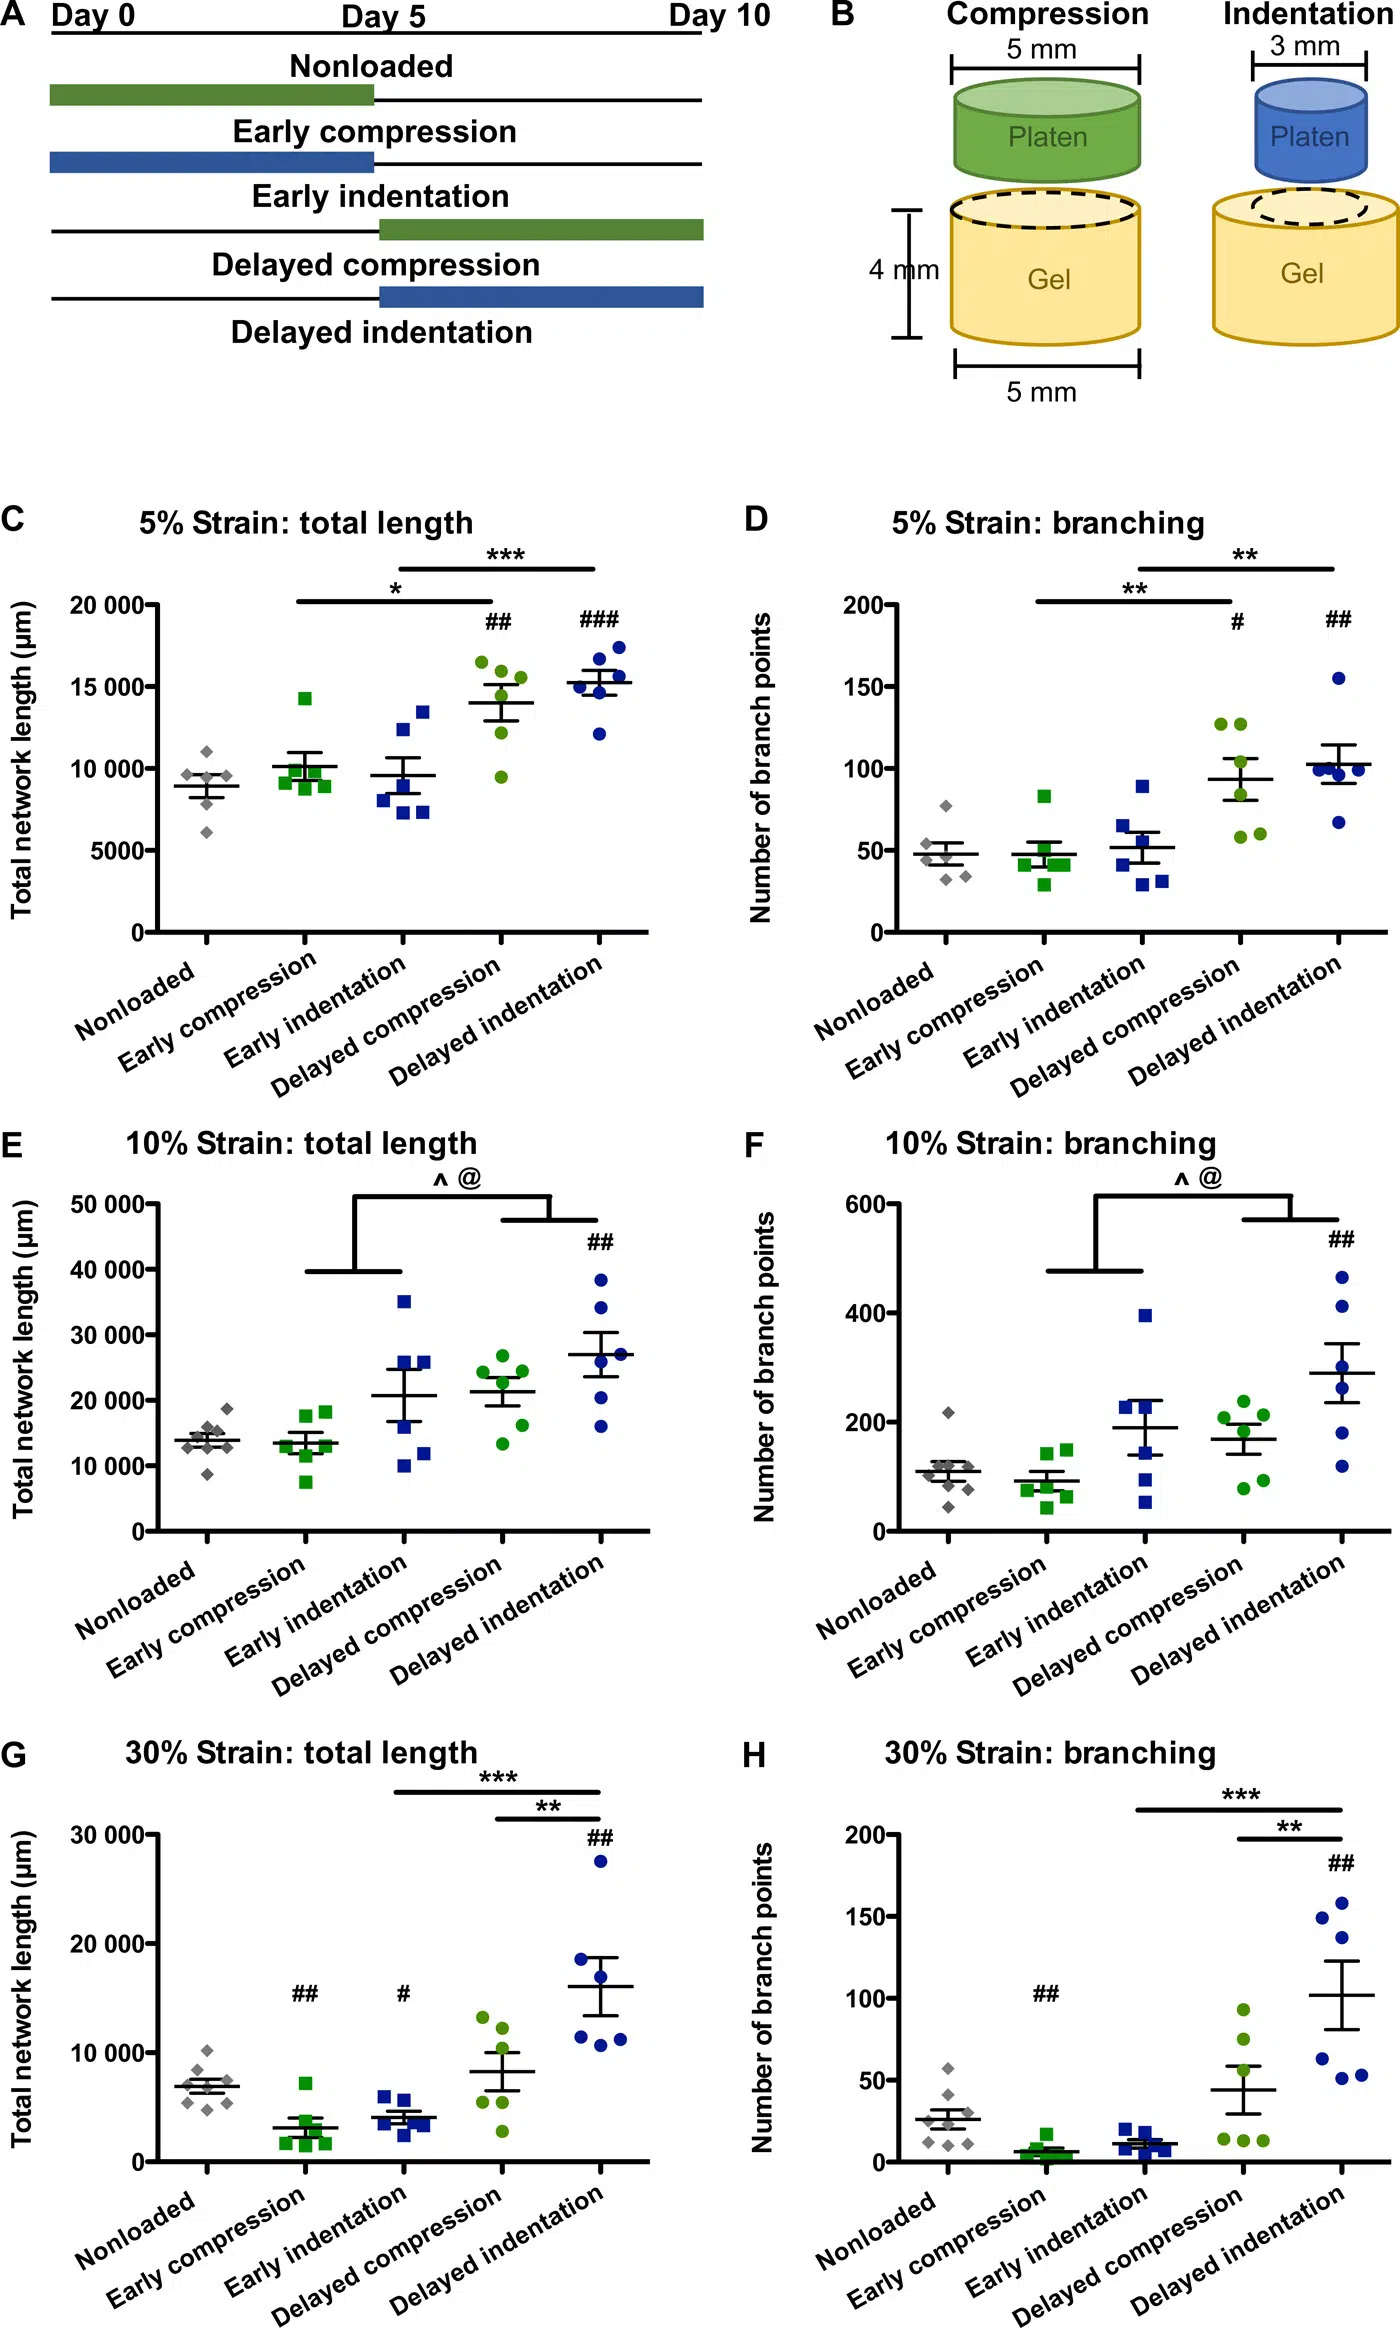 A
Day 0
Day 5
Day 10
Nonloaded
Early compression
Early indentation
Delayed compression
Delayed indentation
B
Compression
Indentation
5 mm
3 mm
Platen
Platen
4 mm
Gel
Gel
5 mm
C
5% Strain: total length
***
*
##
###
Total network length (µm)
20 000
15 000
10 000
5000
0
Nonloaded
Early compression
Early indentation
Delayed compression
Delayed indentation
D
5% Strain: branching
**
**
#
##
Number of branch points
200
150
100
50
0
Nonloaded
Early compression
Early indentation
Delayed compression
Delayed indentation
E
10% Strain: total length
^ @
##
Total network length (µm)
50 000
40 000
30 000
20 000
10 000
0
Nonloaded
Early compression
Early indentation
Delayed compression
Delayed indentation
F
10% Strain: branching
^ @
##
Number of branch points
600
400
200
0
Nonloaded
Early compression
Early indentation
Delayed compression
Delayed indentation
G
30% Strain: total length
***
**
##
##
#
Total network length (µm)
30 000
20 000
10 000
0
Nonloaded
Early compression
Early indentation
Delayed compression
Delayed indentation
H
30% Strain: branching
***
**
##
##
Number of branch points
200
150
100
50
0
Nonloaded
Early compression
Early indentation
Delayed compression
Delayed indentation